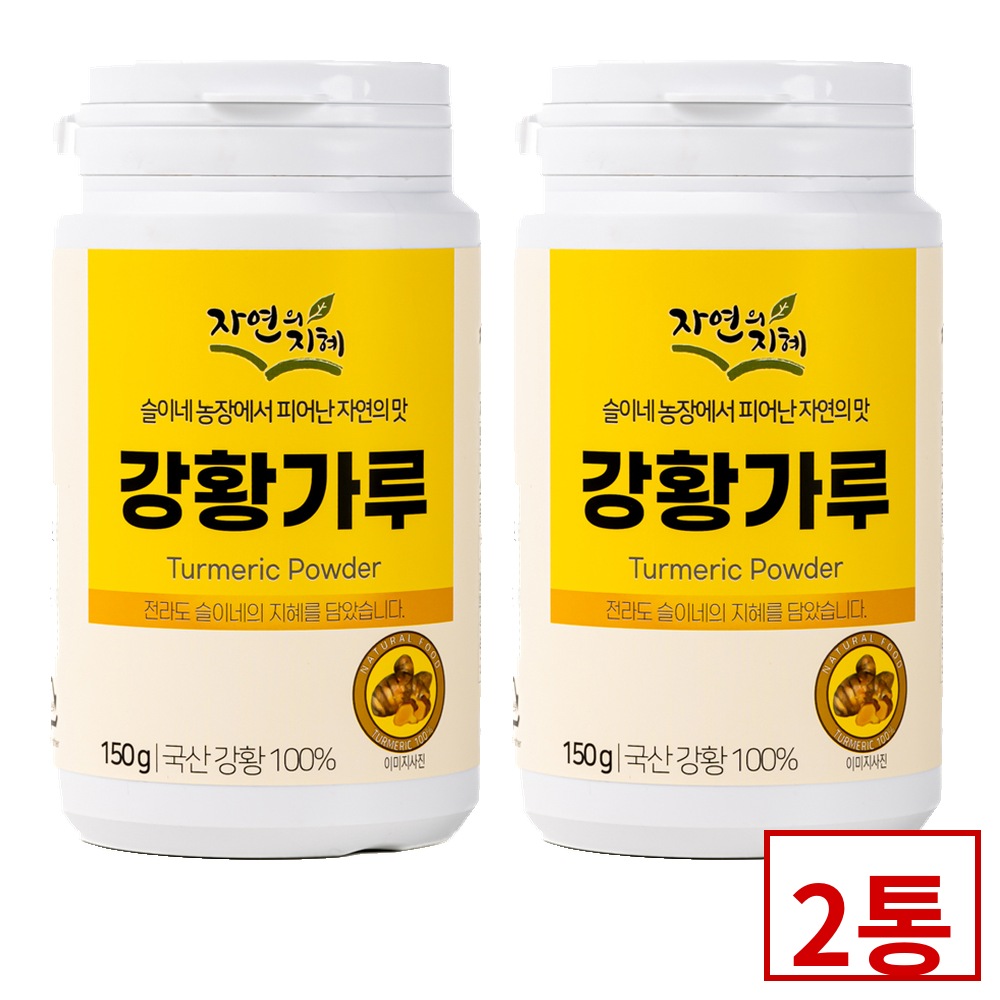 자연의
지혜
슬이네 농장에서 피어난 자연의 맛
강황가루
Turmeric Powder
전라도 슬이네의 지혜를 담았습니다.
NATURAL FOOD
TURMERIC 100%
150g | 국산 강황 100%
이미지사진
자연의
지혜
슬이네 농장에서 피어난 자연의 맛
강황가루
Turmeric Powder
전라도 슬이네의 지혜를 담았습니다.
NATURAL FOOD
TURMERIC 100%
150g | 국산 강황 100%
이미지사진
2통